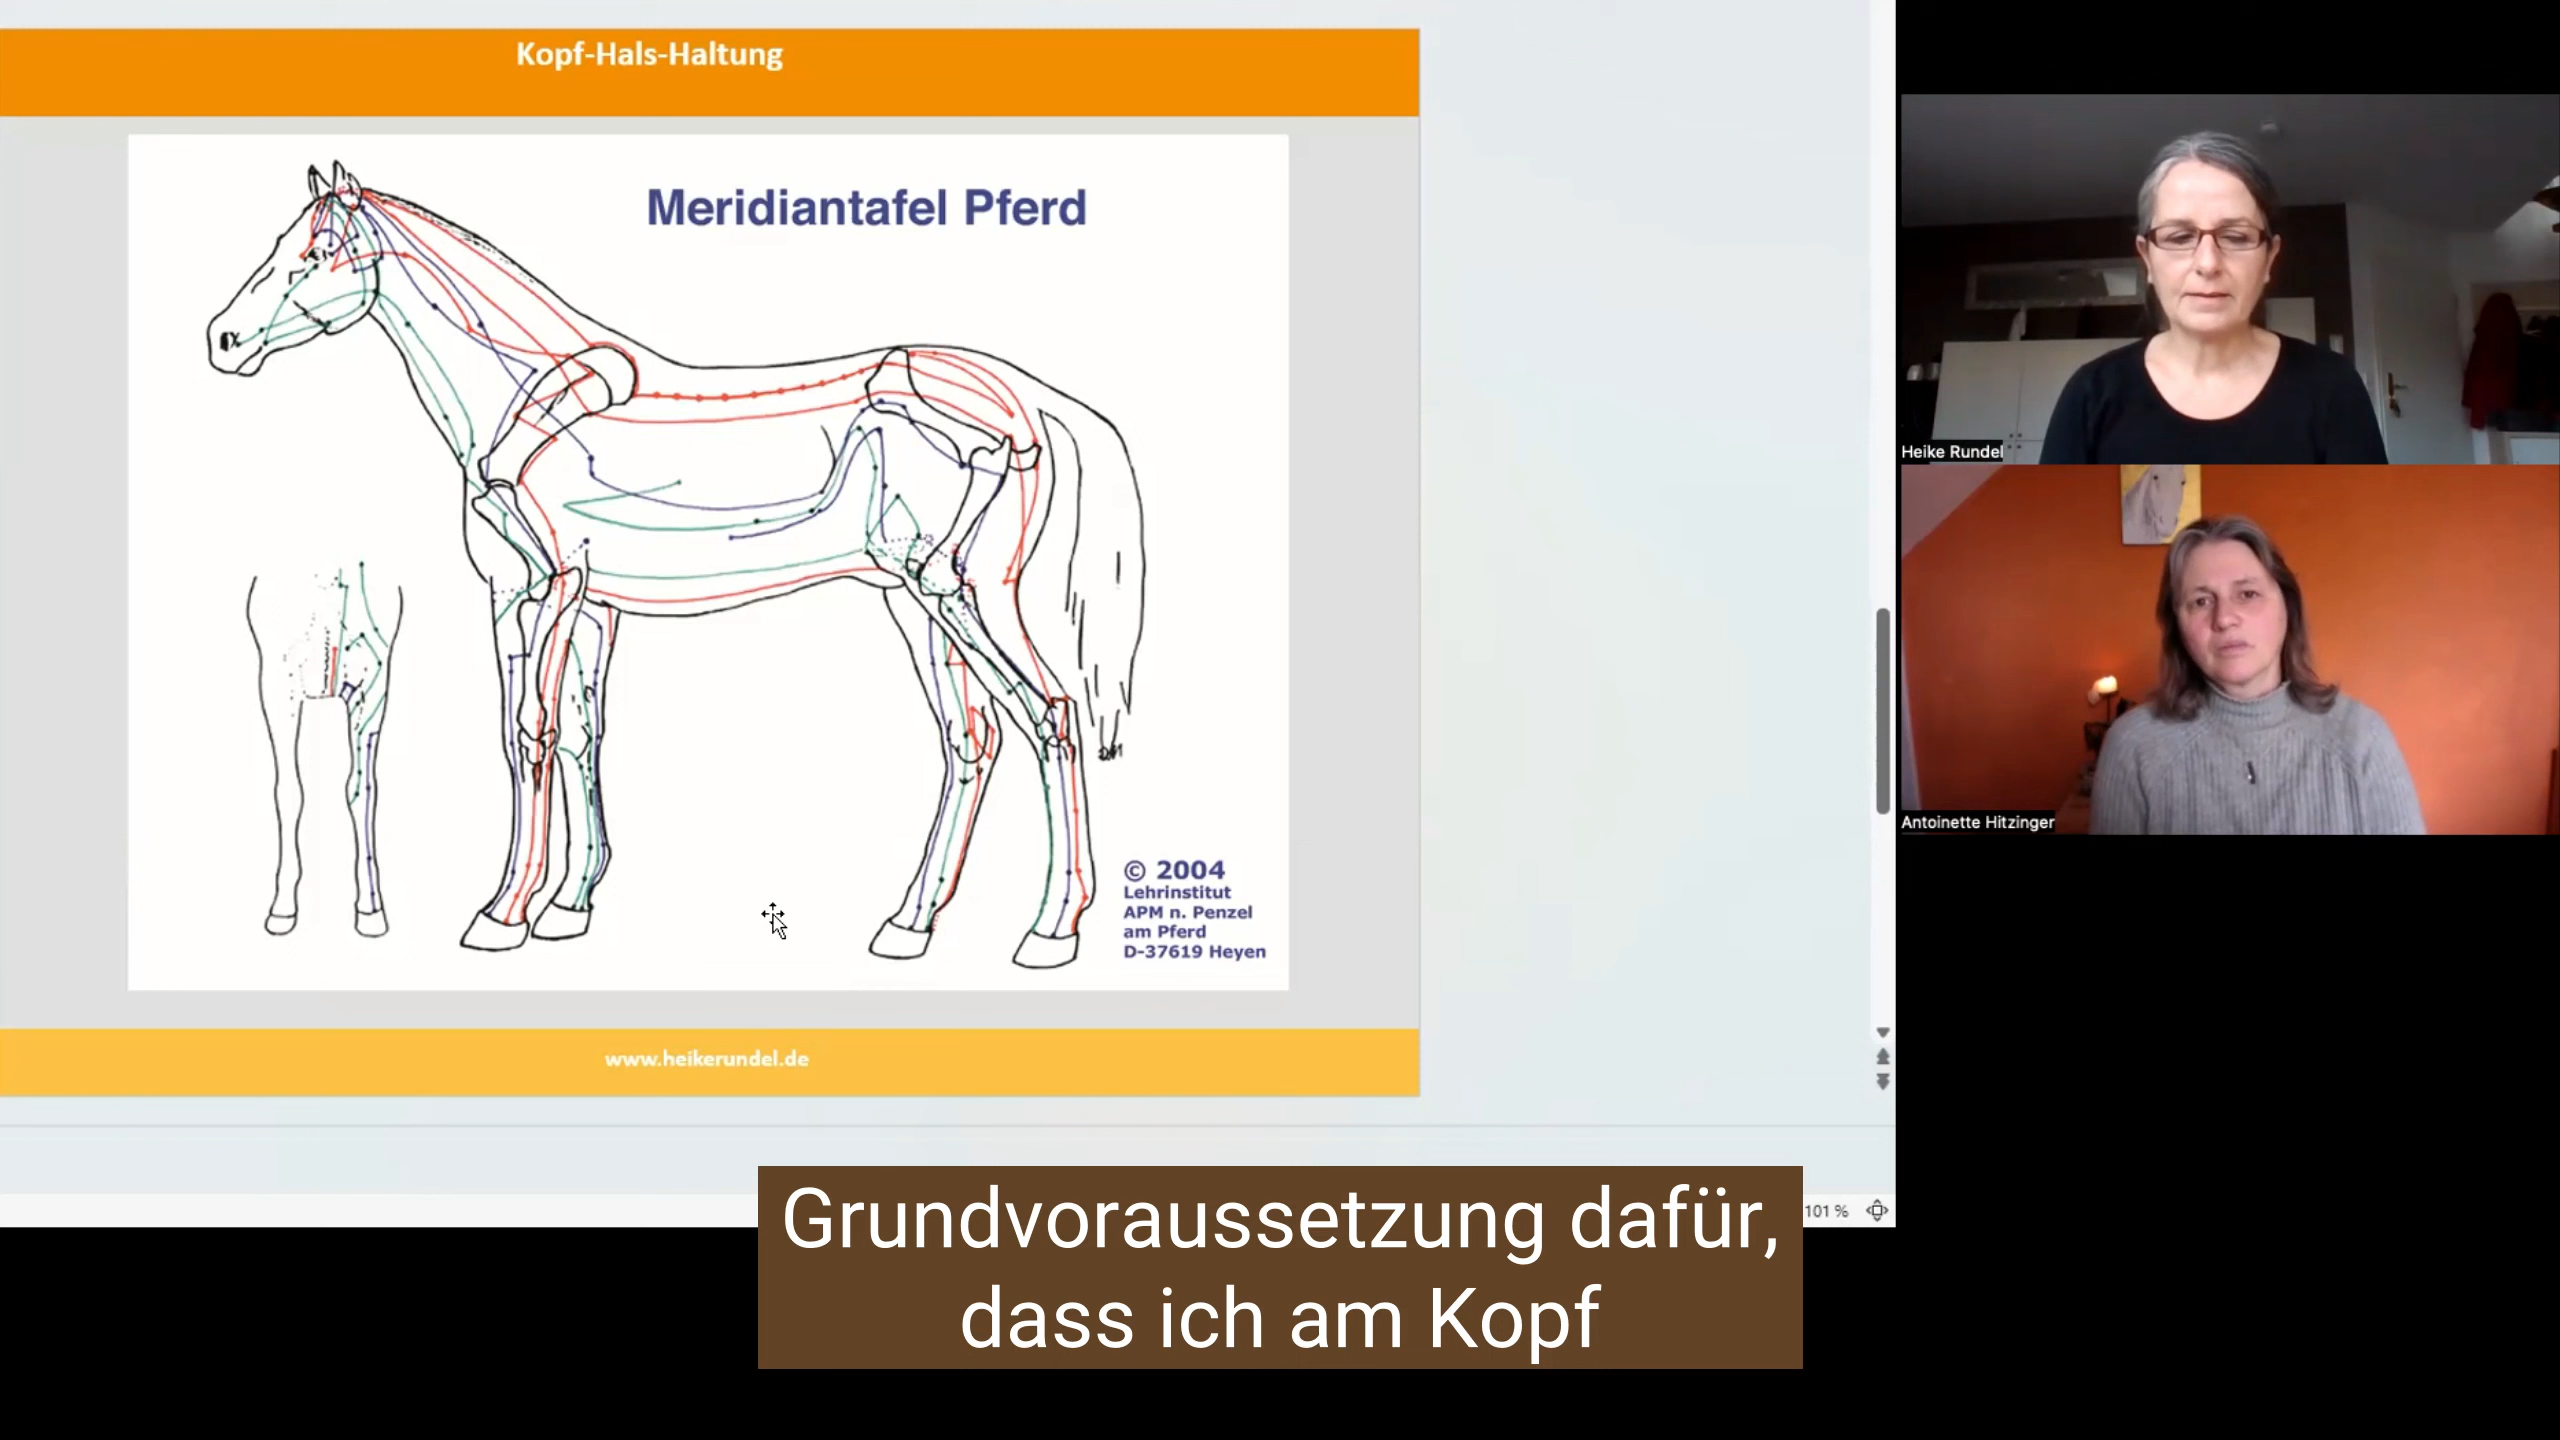 Kopf-Hals-Haltung
Meridiantafel Pferd
© 2004
Lehrinstitut
APM n. Penzel
am Pferd
D-37619 Heyen
www.heikerundel.de
Heike Rundel
Antoinette Hitzinger
101 %
Grundvoraussetzung dafür,
dass ich am Kopf